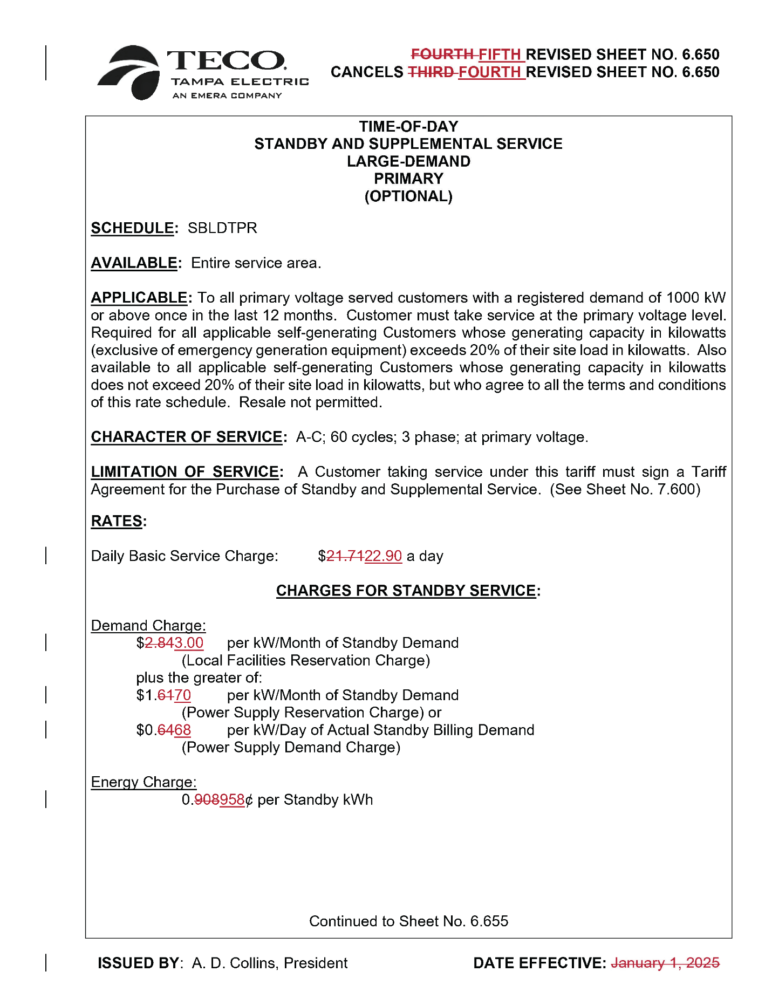 TECO.
TAMPA ELECTRIC
AN EMERA COMPANY
FOURTH FIFTH REVISED SHEET NO. 6.650
CANCELS THIRD FOURTH REVISED SHEET NO. 6.650
TIME-OF-DAY
STANDBY AND SUPPLEMENTAL SERVICE
LARGE-DEMAND
PRIMARY
(OPTIONAL)
SCHEDULE: SBLDTPR
AVAILABLE: Entire service area.
APPLICABLE: To all primary voltage served customers with a registered demand of 1000 kW
or above once in the last 12 months. Customer must take service at the primary voltage level.
Required for all applicable self-generating Customers whose generating capacity in kilowatts
(exclusive of emergency generation equipment) exceeds 20% of their site load in kilowatts. Also
available to all applicable self-generating Customers whose generating capacity in kilowatts
does not exceed 20% of their site load in kilowatts, but who agree to all the terms and conditions
of this rate schedule. Resale not permitted.
CHARACTER OF SERVICE: A-C; 60 cycles; 3 phase; at primary voltage.
LIMITATION OF SERVICE: A Customer taking service under this tariff must sign a Tariff
Agreement for the Purchase of Standby and Supplemental Service. (See Sheet No. 7.600)
RATES:
Daily Basic Service Charge: $21.7122.90 a day
CHARGES FOR STANDBY SERVICE:
Demand Charge:
$2.843.00 per kW/Month of Standby Demand
(Local Facilities Reservation Charge)
plus the greater of:
$1.6170 per kW/Month of Standby Demand
(Power Supply Reservation Charge) or
$0.6468 per kW/Day of Actual Standby Billing Demand
(Power Supply Demand Charge)
Energy Charge:
0.908958¢ per Standby kWh
Continued to Sheet No. 6.655
ISSUED BY: A. D. Collins, President
DATE EFFECTIVE: January 1, 2025